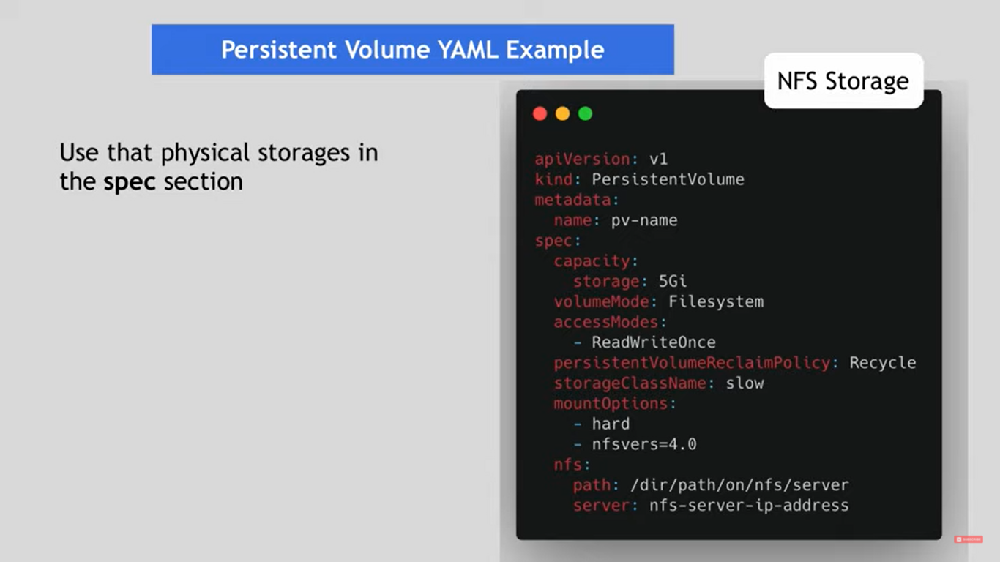 Persistent Volume YAML Example
NFS Storage
Use that physical storages in
the spec section
apiVersion: v1
kind: PersistentVolume
metadata:
  name: pv-name
spec:
  capacity:
    storage: 5Gi
  volumeMode: Filesystem
  accessModes:
    - ReadWriteOnce
  persistentVolumeReclaimPolicy: Recycle
  storageClassName: slow
  mountOptions:
    - hard
    - nfsvers=4.0
  nfs:
    path: /dir/path/on/nfs/server
    server: nfs-server-ip-address
SUBSCRIBE